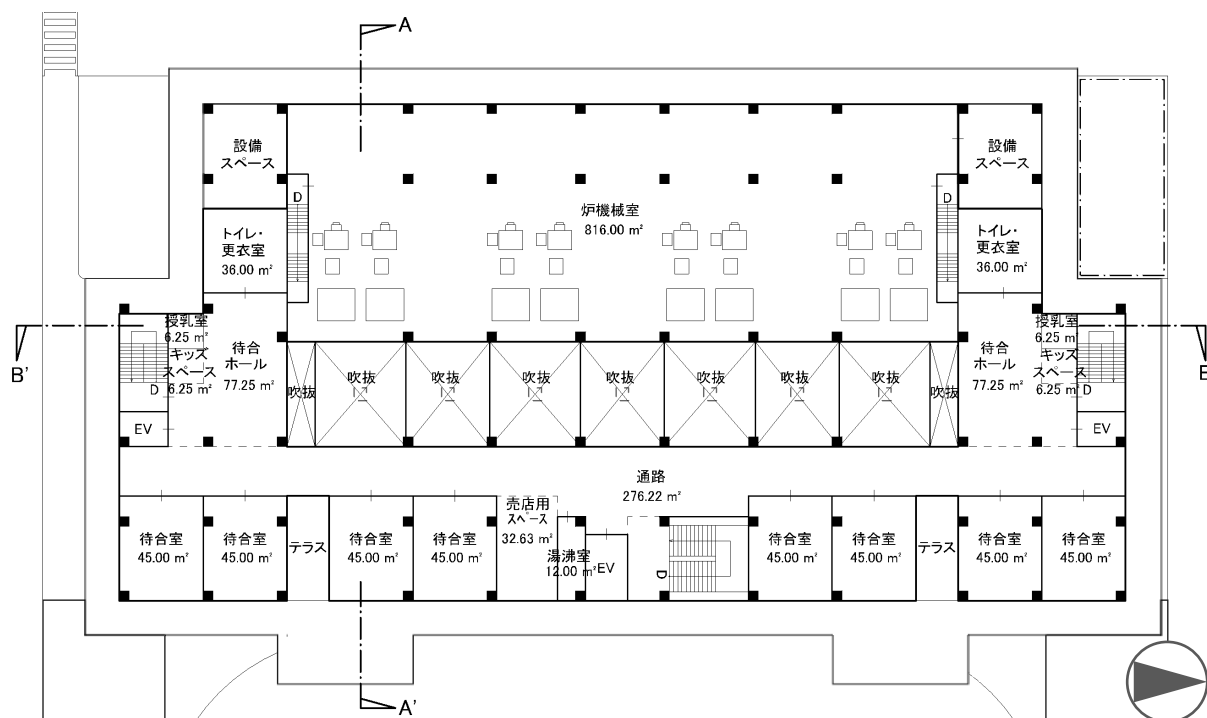 A
設備
スペース
設備
スペース
D
炉機械室
816.00 ㎡
D
トイレ・
更衣室
36.00 ㎡
トイレ・
更衣室
36.00 ㎡
授乳室
6.25 ㎡
キッズ
スペース
6.25 ㎡
待合
ホール
77.25 ㎡
待合
ホール
77.25 ㎡
授乳室
6.25 ㎡
キッズ
スペース
6.25 ㎡
B'
D
D
吹抜
吹抜
吹抜
吹抜
吹抜
吹抜
吹抜
吹抜
吹抜
EV
EV
通路
276.22 ㎡
売店用
スペース
32.63 ㎡
湯沸室
12.00 ㎡
EV
D
待合室
45.00 ㎡
待合室
45.00 ㎡
テラス
待合室
45.00 ㎡
待合室
45.00 ㎡
待合室
45.00 ㎡
待合室
45.00 ㎡
テラス
待合室
45.00 ㎡
待合室
45.00 ㎡
A'